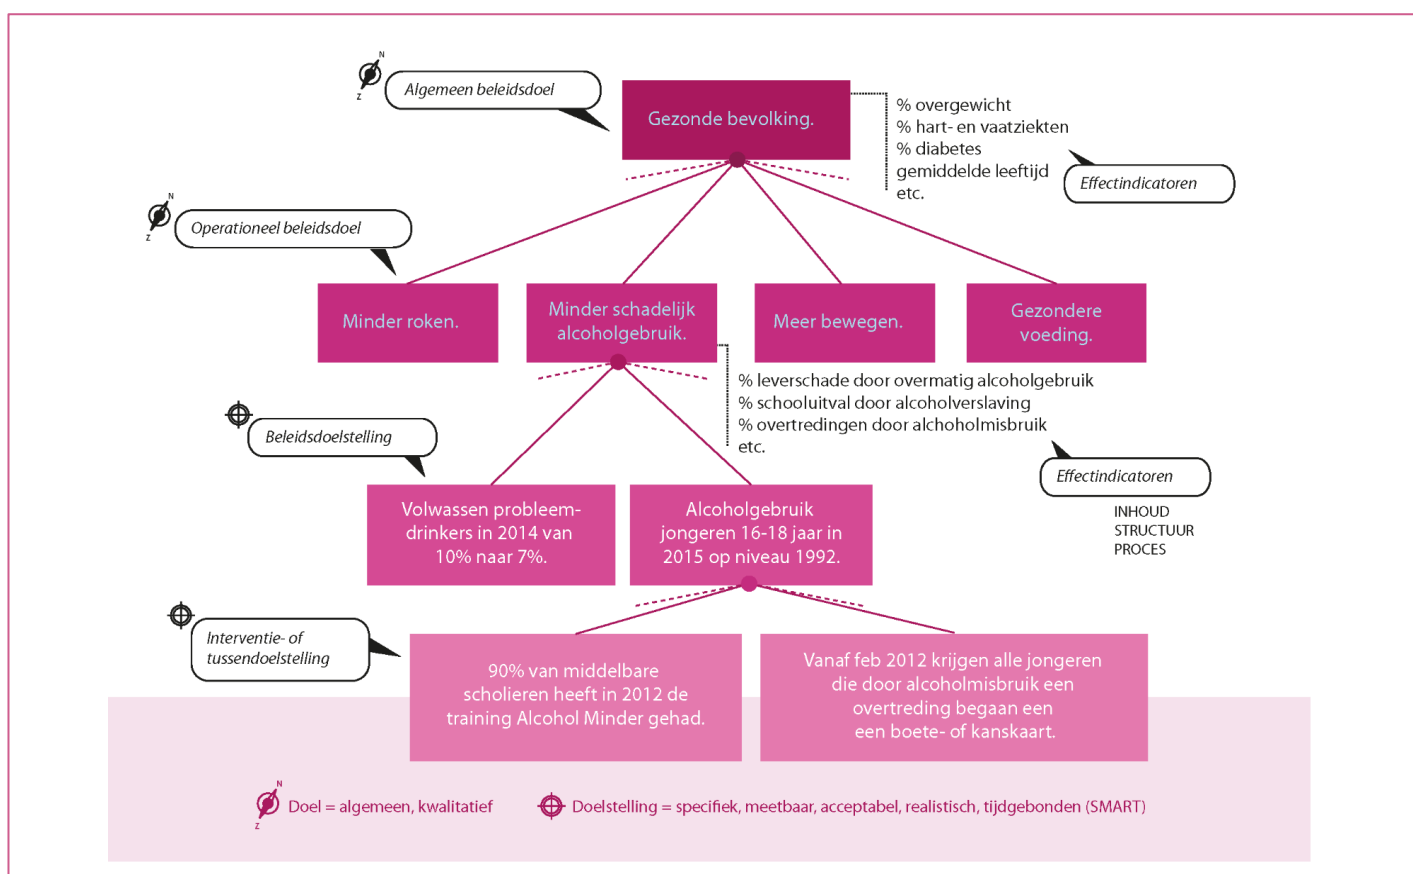 N
Z
Algemeen beleidsdoel
Gezonde bevolking.
% overgewicht
% hart- en vaatziekten
% diabetes
gemiddelde leeftijd
etc.
Effectindicatoren
N
Z
Operationeel beleidsdoel
Minder roken.
Minder schadelijk
alcoholgebruik.
Meer bewegen.
Gezondere
voeding.
% leverschade door overmatig alcoholgebruik
% schooluitval door alcoholverslaving
% overtredingen door alchoholmisbruik
etc.
Beleidsdoelstelling
Effectindicatoren
INHOUD
STRUCTUUR
PROCES
Volwassen probleem-
drinkers in 2014 van
10% naar 7%.
Alcoholgebruik
jongeren 16-18 jaar in
2015 op niveau 1992.
Interventie- of
tussendoelstelling
90% van middelbare
scholieren heeft in 2012 de
training Alcohol Minder gehad.
Vanaf feb 2012 krijgen alle jongeren
die door alcoholmisbruik een
overtreding begaan een
een boete- of kanskaart.
N
Z
Doel = algemeen, kwalitatief
Doelstelling = specifiek, meetbaar, acceptabel, realistisch, tijdgebonden (SMART)